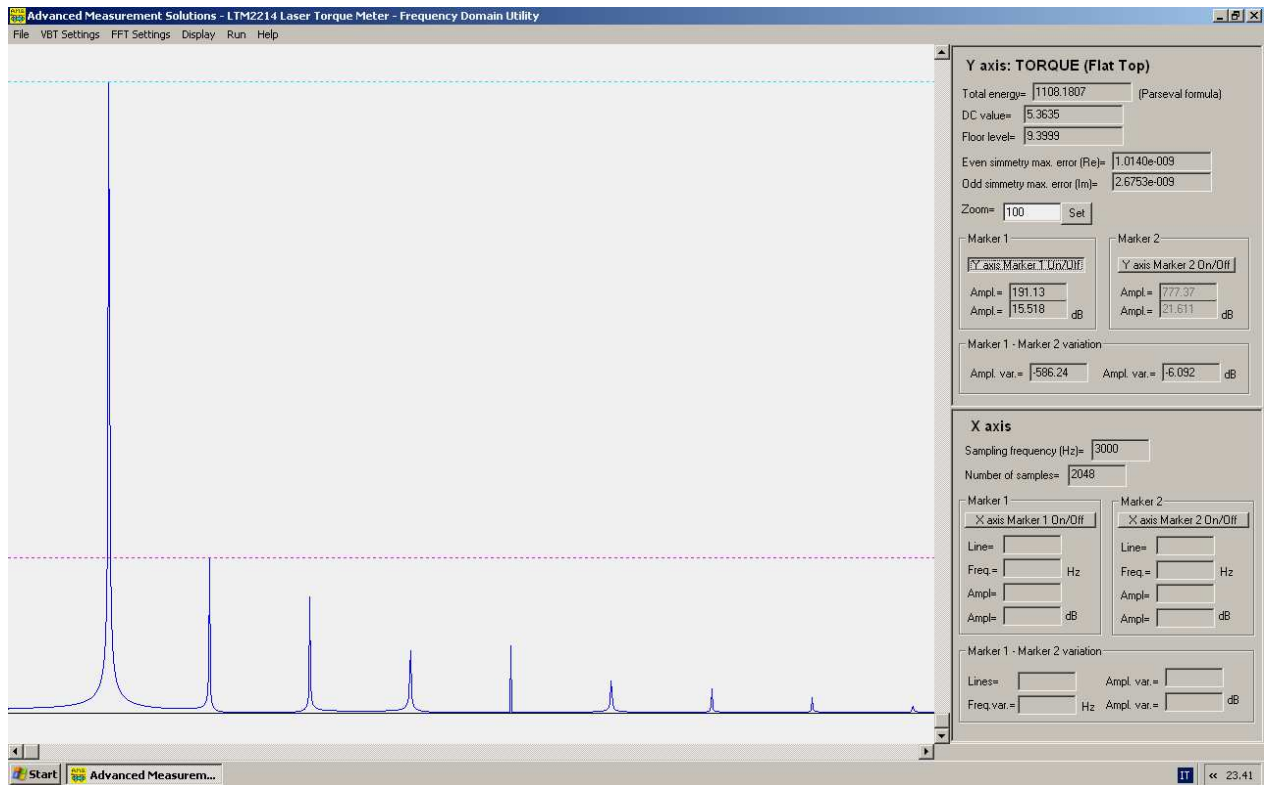 Advanced Measurement Solutions - LTM2214 Laser Torque Meter - Frequency Domain Utility
File VBT Settings FFT Settings Display Run Help
Y axis: TORQUE (Flat Top)
Total energy= 1108.1807 (Parseval formula)
DC value= 5.3635
Floor level= 9.3999
Even simmetry max. error (Re)= 1.0140e-009
Odd simmetry max. error (Im)= 2.6753e-009
Zoom= 100 Set
Marker 1 Marker 2
Y axis Marker 1 On/Off Y axis Marker 2 On/Off
Ampl.= 191.13 Ampl.= 777.37
Ampl.= 15.518 dB Ampl.= 21.611 dB
Marker 1 - Marker 2 variation
Ampl. var.= -586.24 Ampl. var.= -6.092 dB
X axis
Sampling frequency (Hz)= 3000
Number of samples= 2048
Marker 1 Marker 2
X axis Marker 1 On/Off X axis Marker 2 On/Off
Line= Line=
Freq.= Hz Freq.= Hz
Ampl= Ampl=
Ampl= dB Ampl= dB
Marker 1 - Marker 2 variation
Lines= Ampl. var.=
Freq.var.= Hz Ampl. var.= dB
Start Advanced Measurem... IT « 23.41